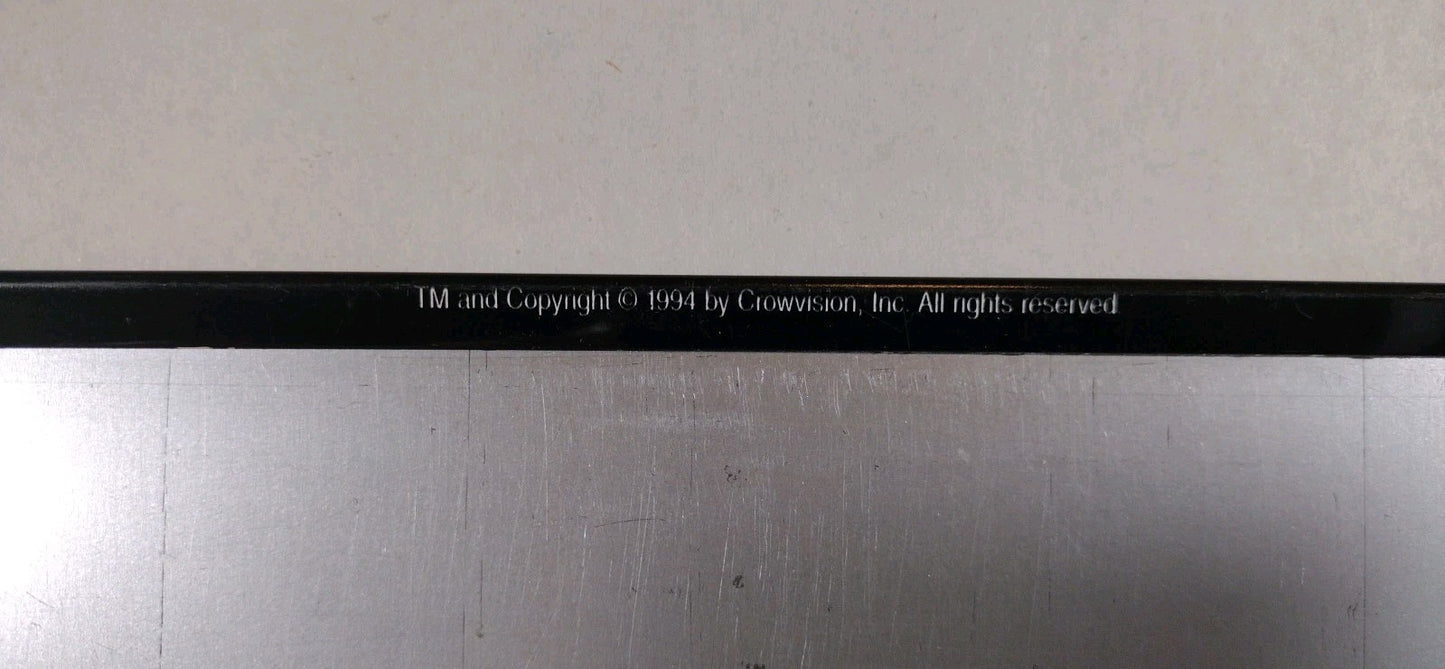 TM and Copyright © 1994 by Crowvision, Inc. All rights reserved.